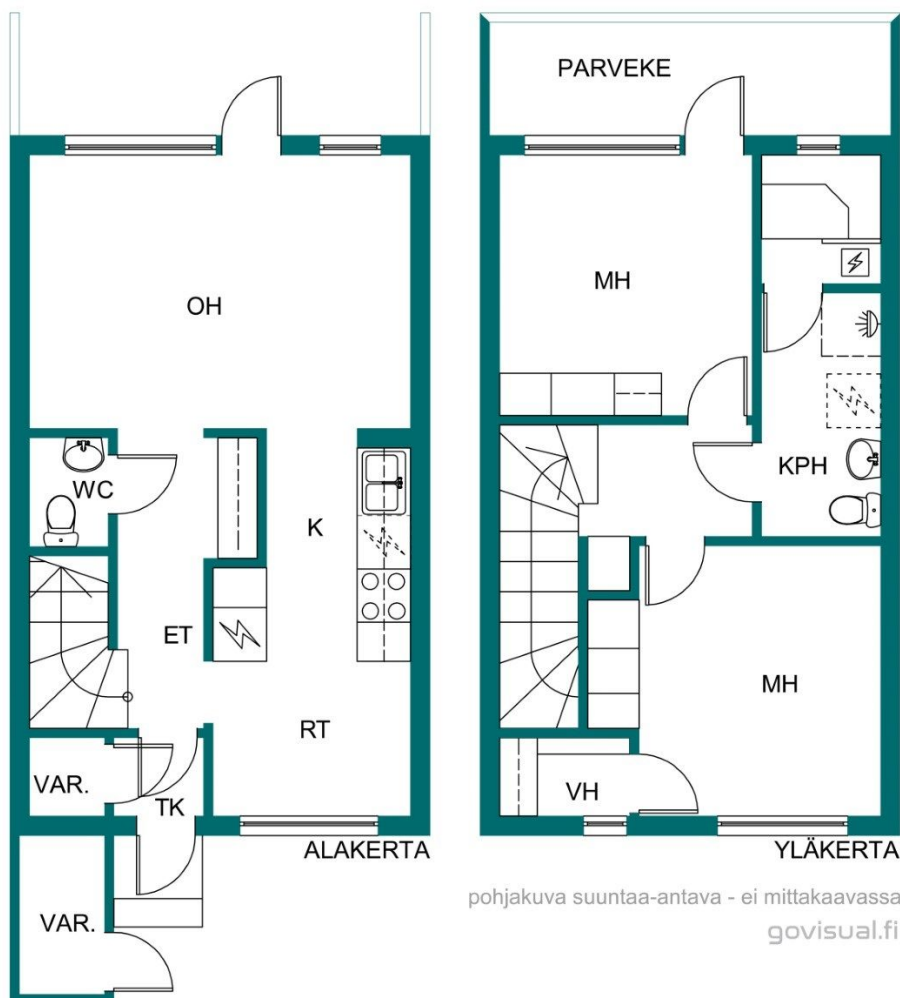 OH
WC
K
ET
RT
VAR.
TK
ALAKERTA
VAR.
PARVEKE
MH
KPH
MH
VH
YLÄKERTA
pohjakuva suuntaa-antava - ei mittakaavassa
govisual.fi